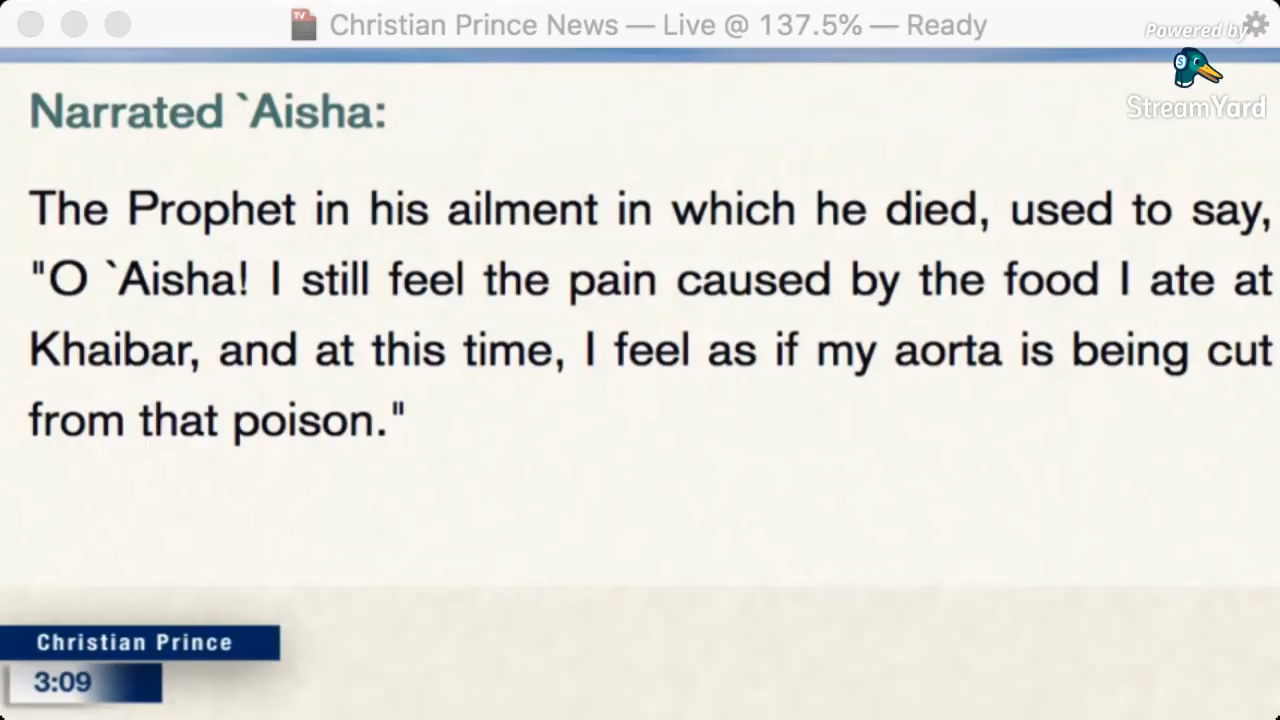 Christian Prince News — Live @ 137.5% — Ready
Powered by
StreamYard
Narrated `Aisha:
The Prophet in his ailment in which he died, used to say,
"O `Aisha! I still feel the pain caused by the food I ate at
Khaibar, and at this time, I feel as if my aorta is being cut
from that poison."
Christian Prince
3:09